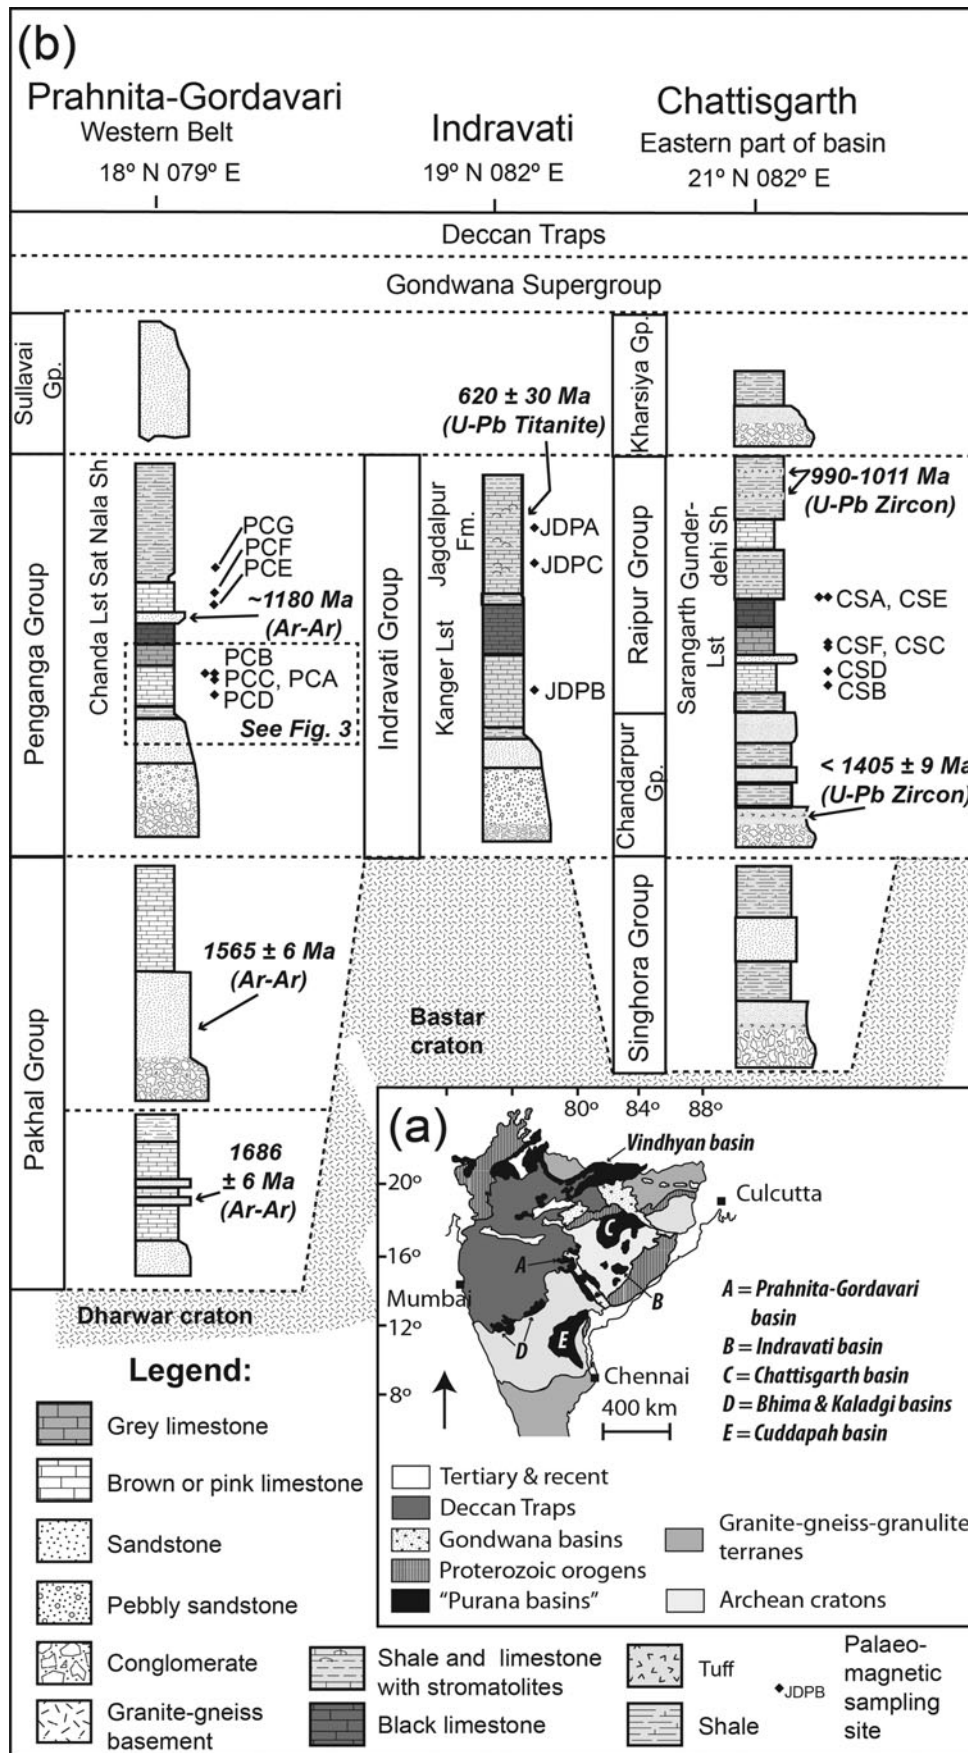 (b)
Prahnita-Gordavari
Western Belt
18º N 079º E
Indravati
19º N 082º E
Chattisgarth
Eastern part of basin
21º N 082º E
Deccan Traps
Gondwana Supergroup
Sullavai
Gp.
Penganga Group
Pakhal Group
Chanda Lst Sat Nala Sh
PCG
PCF
PCE
~1180 Ma
(Ar-Ar)
PCB
PCC, PCA
PCD
See Fig. 3
1565 ± 6 Ma
(Ar-Ar)
1686
± 6 Ma
(Ar-Ar)
Dharwar craton
Indravati Group
Kanger Lst
Jagdalpur
Fm.
620 ± 30 Ma
(U-Pb Titanite)
JDPA
JDPC
JDPB
Bastar
craton
Kharsiya Gp.
Raipur Group
Chandarpur
Gp.
Singhora Group
Sarangarth Gunder-
Lst dehi Sh
990-1011 Ma
(U-Pb Zircon)
CSA, CSE
CSF, CSC
CSD
CSB
< 1405 ± 9 Ma
(U-Pb Zircon)
(a)
80º 84º 88º
20º
16º
12º
8º
Vindhyan basin
Culcutta
Mumbai
Chennai
400 km
A
B
C
D
E
A = Prahnita-Gordavari
basin
B = Indravati basin
C = Chattisgarth basin
D = Bhima & Kaladgi basins
E = Cuddapah basin
Tertiary & recent
Deccan Traps
Gondwana basins
Proterozoic orogens
“Purana basins”
Granite-gneiss-granulite
terranes
Archean cratons
Legend:
Grey limestone
Brown or pink limestone
Sandstone
Pebbly sandstone
Conglomerate
Granite-gneiss
basement
Shale and limestone
with stromatolites
Black limestone
Tuff
Shale
JDPB
Palaeo-
magnetic
sampling
site